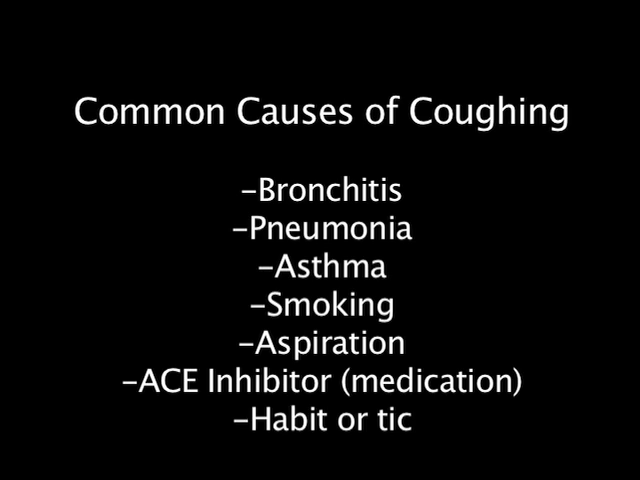 Common Causes of Coughing
-Bronchitis
-Pneumonia
-Asthma
-Smoking
-Aspiration
-ACE Inhibitor (medication)
-Habit or tic